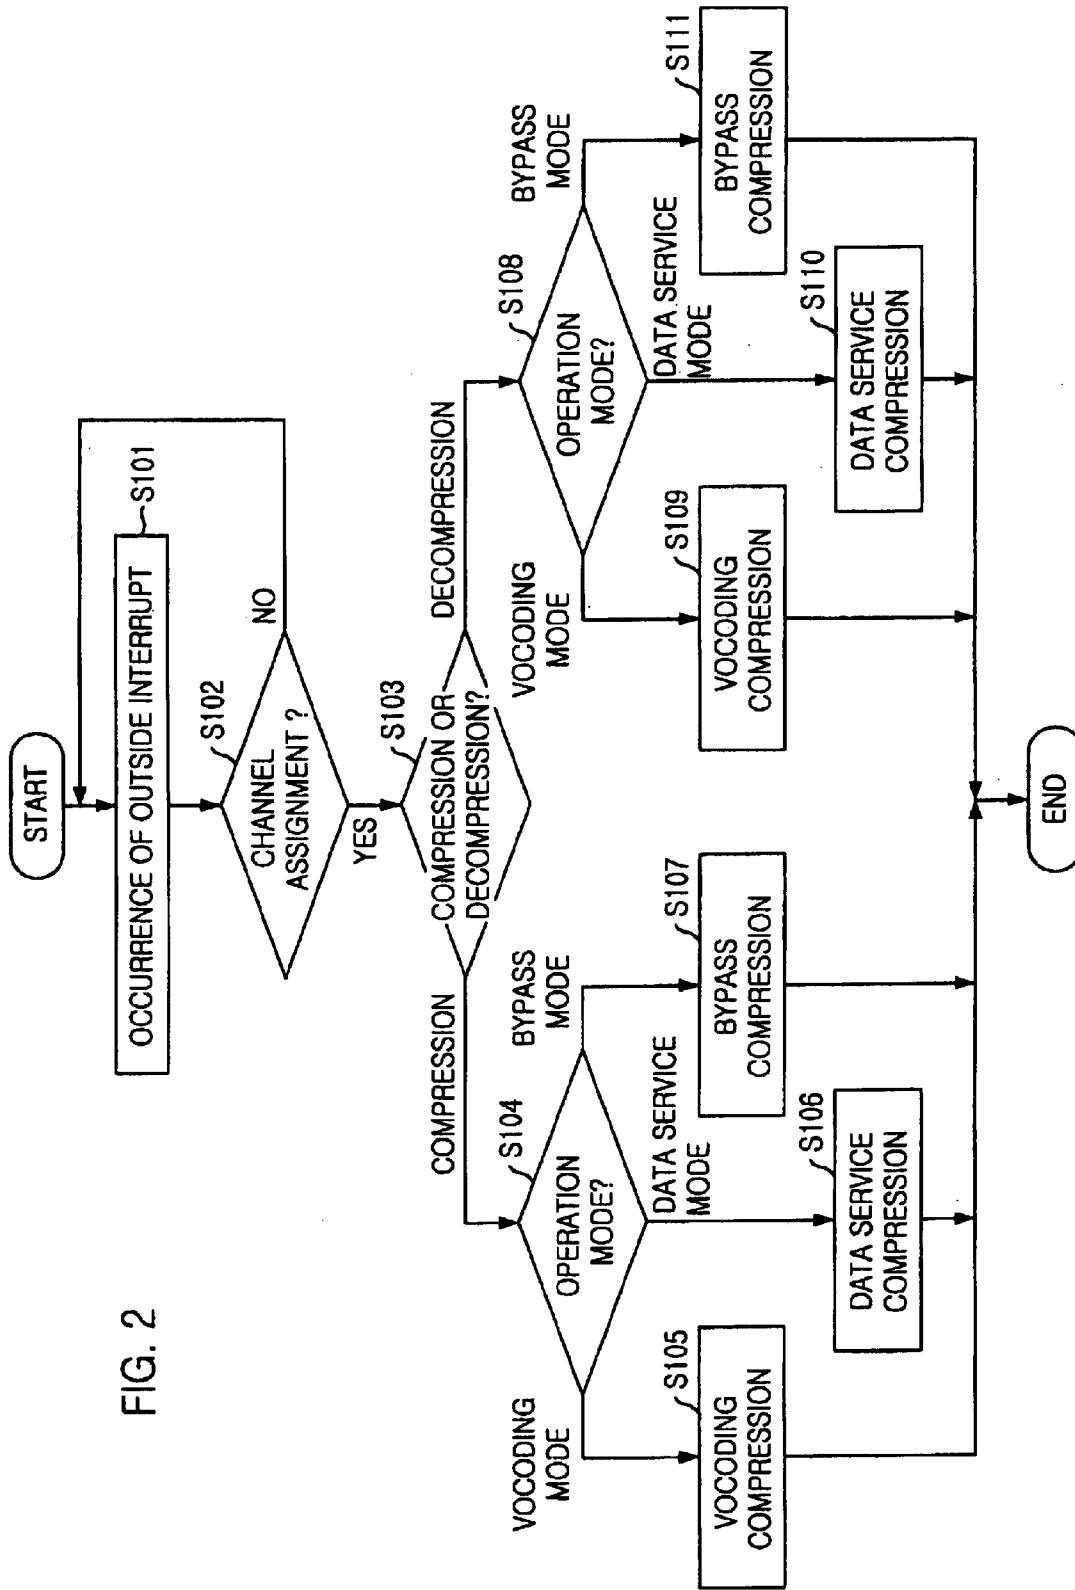 FIG. 2
START
OCCURRENCE OF OUTSIDE INTERRUPT
S101
CHANNEL
ASSIGNMENT ?
S102
NO
YES
COMPRESSION OR
DECOMPRESSION?
S103
COMPRESSION
DECOMPRESSION
OPERATION
MODE?
S104
VOCODING
MODE
DATA SERVICE
MODE
BYPASS
MODE
VOCODING
COMPRESSION
S105
DATA SERVICE
COMPRESSION
S106
BYPASS
COMPRESSION
S107
OPERATION
MODE?
S108
VOCODING
MODE
DATA SERVICE
MODE
BYPASS
MODE
VOCODING
COMPRESSION
S109
DATA SERVICE
COMPRESSION
S110
BYPASS
COMPRESSION
S111
END